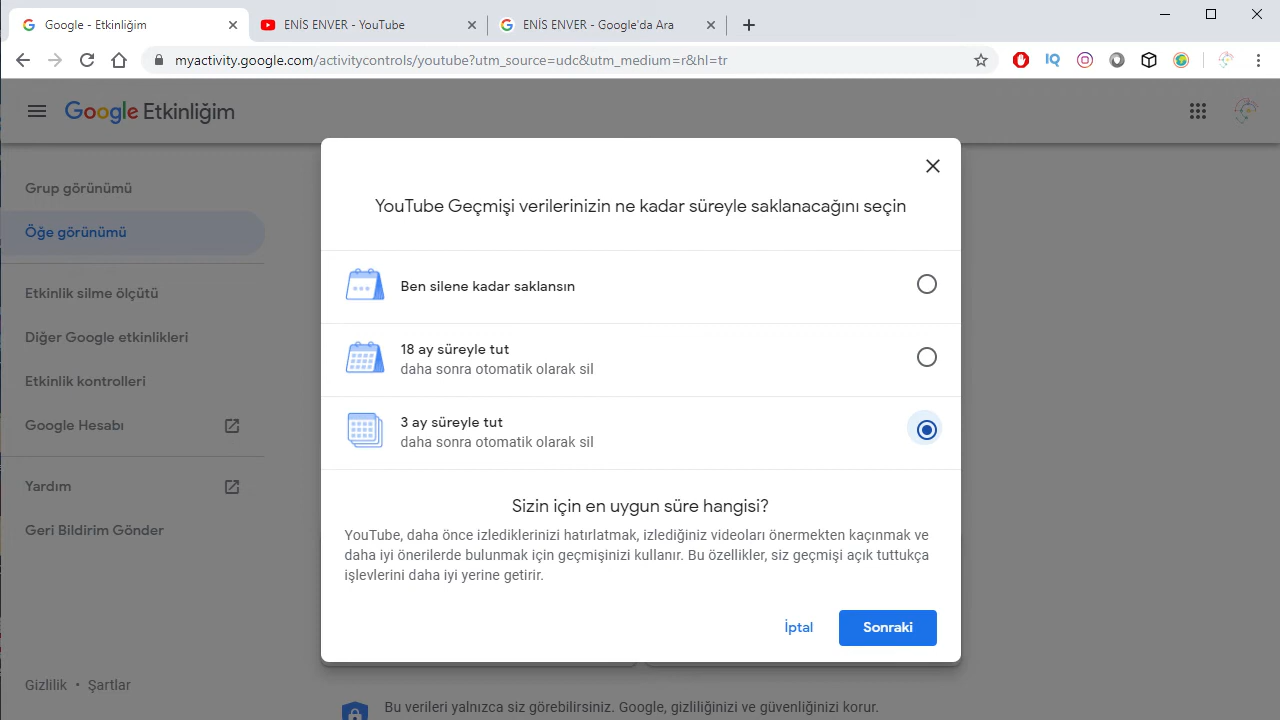 Google - Etkinliğim
ENİS ENVER - YouTube
ENİS ENVER - Google'da Ara
myactivity.google.com/activitycontrols/youtube?utm_source=udc&utm_medium=r&hl=tr
IQ
Google Etkinliğim
Grup görünümü
Öğe görünümü
Etkinlik silme ölçütü
Diğer Google etkinlikleri
Etkinlik kontrolleri
Google Hesabı
Yardım
Geri Bildirim Gönder
Gizlilik • Şartlar
YouTube Geçmişi verilerinizin ne kadar süreyle saklanacağını seçin
Ben silene kadar saklansın
18 ay süreyle tut
daha sonra otomatik olarak sil
3 ay süreyle tut
daha sonra otomatik olarak sil
Sizin için en uygun süre hangisi?
YouTube, daha önce izlediklerinizi hatırlatmak, izlediğiniz videoları önermekten kaçınmak ve
daha iyi önerilerde bulunmak için geçmişinizi kullanır. Bu özellikler, siz geçmişi açık tuttukça
işlevlerini daha iyi yerine getirir.
İptal
Sonraki
Bu verileri yalnızca siz görebilirsiniz. Google, gizliliğinizi ve güvenliğinizi korur.